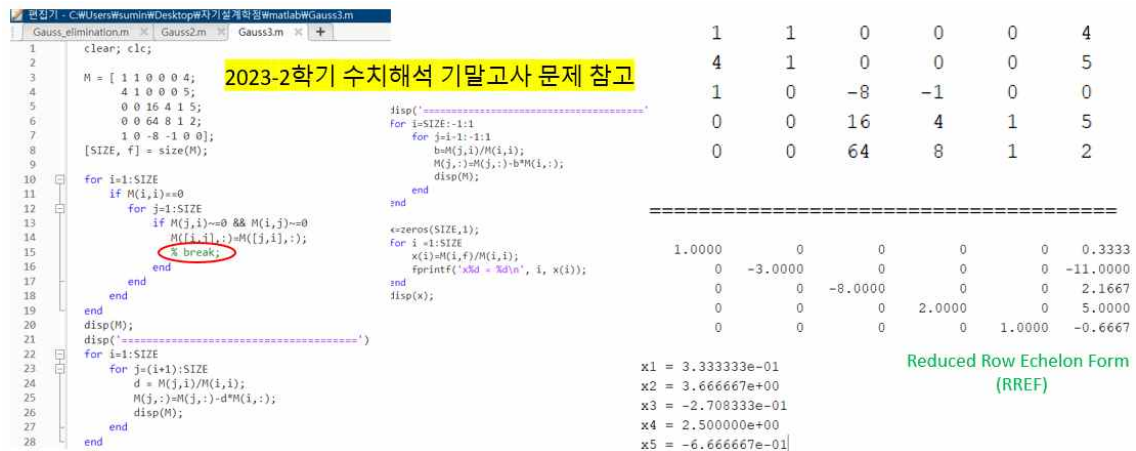 편집기 - C:￦Users￦sumin￦Desktop￦자기설계학점￦matlab￦Gauss3.m
Gauss_elimination.m × Gauss2.m × Gauss3.m × +
1 clear; clc;
2
3 M = [ 1 1 0 0 0 4;
4 4 1 0 0 0 5;
5 0 0 16 4 1 5;
6 0 0 64 8 1 2;
7 1 0 -8 -1 0 0];
8 [SIZE, f] = size(M);
9
10 for i=1:SIZE
11 if M(i,i)==0
12 for j=1:SIZE
13 if M(j,i)~=0 && M(i,j)~=0
14 M([i,j],:)=M([j,i],:);
15 % break;
16 end
17 end
18 end
19 end
20 disp(M);
21 disp('=======================================')
22 for i=1:SIZE
23 for j=(i+1):SIZE
24 d = M(j,i)/M(i,i);
25 M(j,:)=M(j,:)-d*M(i,:);
26 disp(M);
27 end
28 end
2023-2학기 수치해석 기말고사 문제 참고
disp('======================================='
for i=SIZE:-1:1
for j=i-1:-1:1
b=M(j,i)/M(i,i);
M(j,:)=M(j,:)-b*M(i,:);
disp(M);
end
end
x=zeros(SIZE,1);
for i =1:SIZE
x(i)=M(i,f)/M(i,i);
fprintf('x%d = %d\n', i, x(i));
end
disp(x);
1 1 0 0 0 4
4 1 0 0 0 5
1 0 -8 -1 0 0
0 0 16 4 1 5
0 0 64 8 1 2
=======================================
1.0000 0 0 0 0 0.3333
0 -3.0000 0 0 0 -11.0000
0 0 -8.0000 0 0 2.1667
0 0 0 2.0000 0 5.0000
0 0 0 0 1.0000 -0.6667
x1 = 3.333333e-01
x2 = 3.666667e+00
x3 = -2.708333e-01
x4 = 2.500000e+00
x5 = -6.666667e-01
Reduced Row Echelon Form
(RREF)